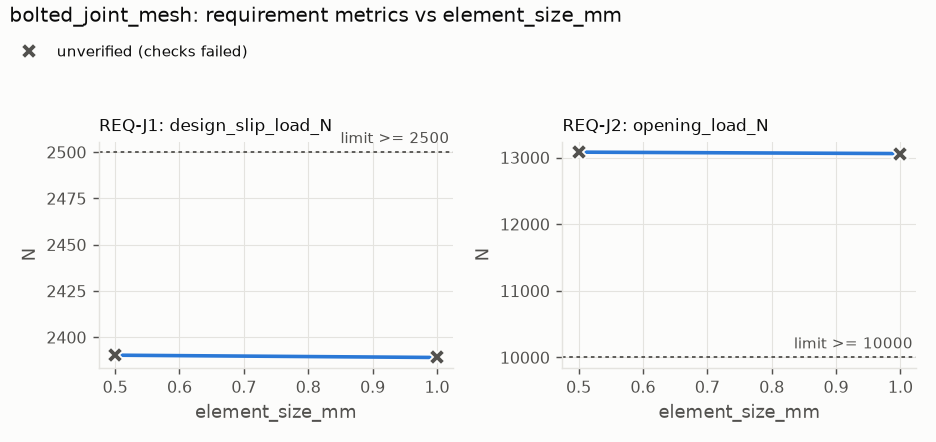 bolted_joint_mesh: requirement metrics vs element_size_mm
unverified (checks failed)
REQ-J1: design_slip_load_N
limit >= 2500
2500
2475
2450
2425
2400
N
0.5 0.6 0.7 0.8 0.9 1.0
element_size_mm
REQ-J2: opening_load_N
13000
12000
11000
10000
limit >= 10000
N
0.5 0.6 0.7 0.8 0.9 1.0
element_size_mm